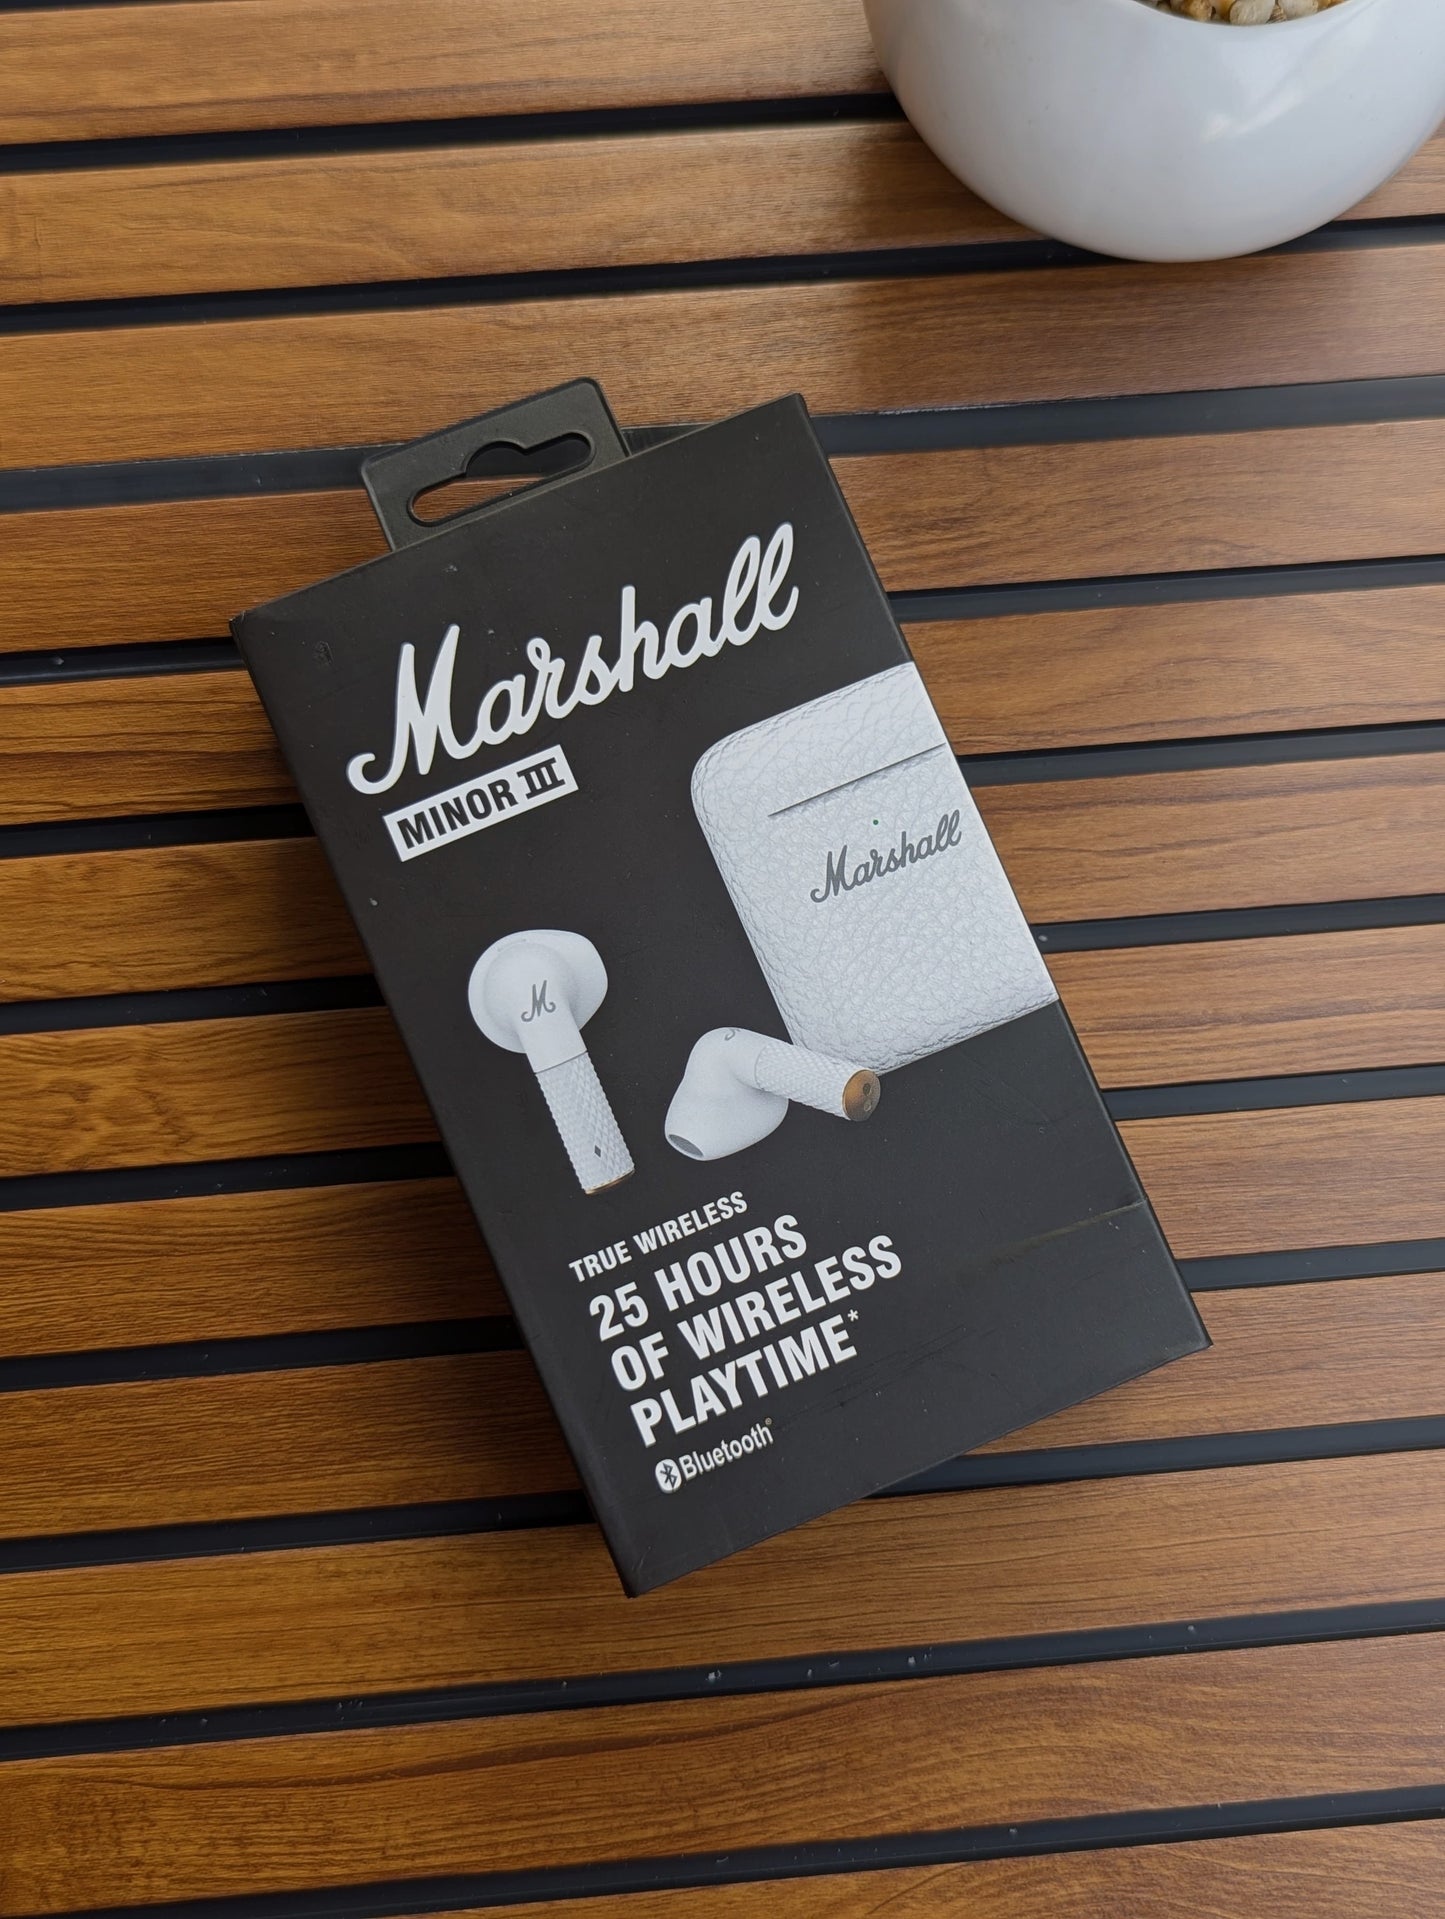 Marshall
MINOR III
Marshall
M
TRUE WIRELESS
25 HOURS
OF WIRELESS
PLAYTIME*
Bluetooth®